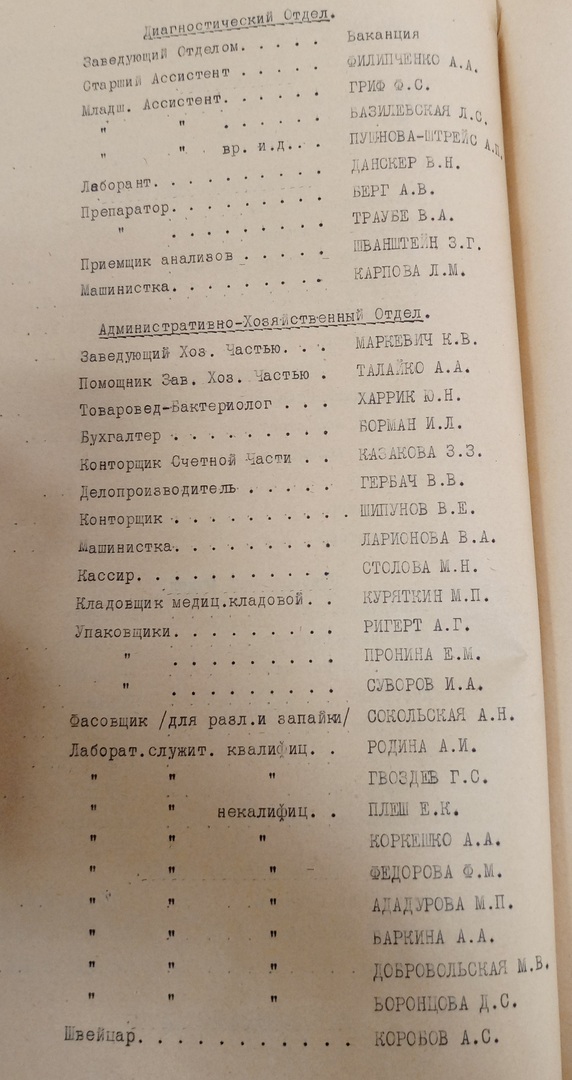 Диагностический Отдел.
Заведующий Отделом. . . . . Вакансия
Старший Ассистент . . . . . ФИЛИПЧЕНКО А.А.
Младш. Ассистент. . . . . . ГРИФ Ф.С.
" " . . . . . БАЗИЛЕВСКАЯ Л.С.
" " вр. и.д.. . . ПУШНОВА-ШТРЕЙС А.П.
Лаборант. . . . . . . . . ДАНСКЕР В.Н.
Препаратор. . . . . . . . БЕРГ А.В.
" . . . . . . . . ТРАУБЕ В.А.
Приемщик анализов . . . . . ШВАНШТЕЙН З.Г.
Машинистка. . . . . . . . КАРПОВА Л.М.
Административно-Хозяйственный Отдел.
Заведующий Хоз. Частью. . . МАРКЕВИЧ К.В.
Помощник Зав. Хоз. Частью . ТАЛАЙКО А.А.
Товаровед-Бактериолог . . . ХАРРИК Ю.Н.
Бухгалтер . . . . . . . . БОРМАН И.Л.
Конторщик Счетной Части . . КАЗАКОВА З.З.
Делопроизводитель . . . . . ГЕРБАЧ В.В.
Конторщик . . . . . . . . . ШИПУНОВ В.Е.
Машинистка. . . . . . . . ЛАРИОНОВА В.А.
Кассир. . . . . . . . . . СТОЛОВА М.Н.
Кладовщик медиц.кладовой. . КУРЯТКИН М.П.
Упаковщики. . . . . . . . РИГЕРТ А.Г.
" . . . . . . . . ПРОНИНА Е.М.
" . . . . . . . . СУВОРОВ И.А.
Фасовщик /для разл.и запайки/ СОКОЛЬСКАЯ А.Н.
Лаборат.служит. квалифиц. . РОДИНА А.И.
" " " ГВОЗДЕВ Г.С.
" " некалифиц. . ПЛЕШ Е.К.
" " " КОРКЕШКО А.А.
" " " ФЕДОРОВА Ф.М.
" " " АДАДУРОВА М.П.
" " " БАРКИНА А.А.
" " " ДОБРОВОЛЬСКАЯ М.В.
" " " ВОРОНЦОВА Д.С.
Швейцар. . . . . . . . . . . КОРОБОВ А.С.